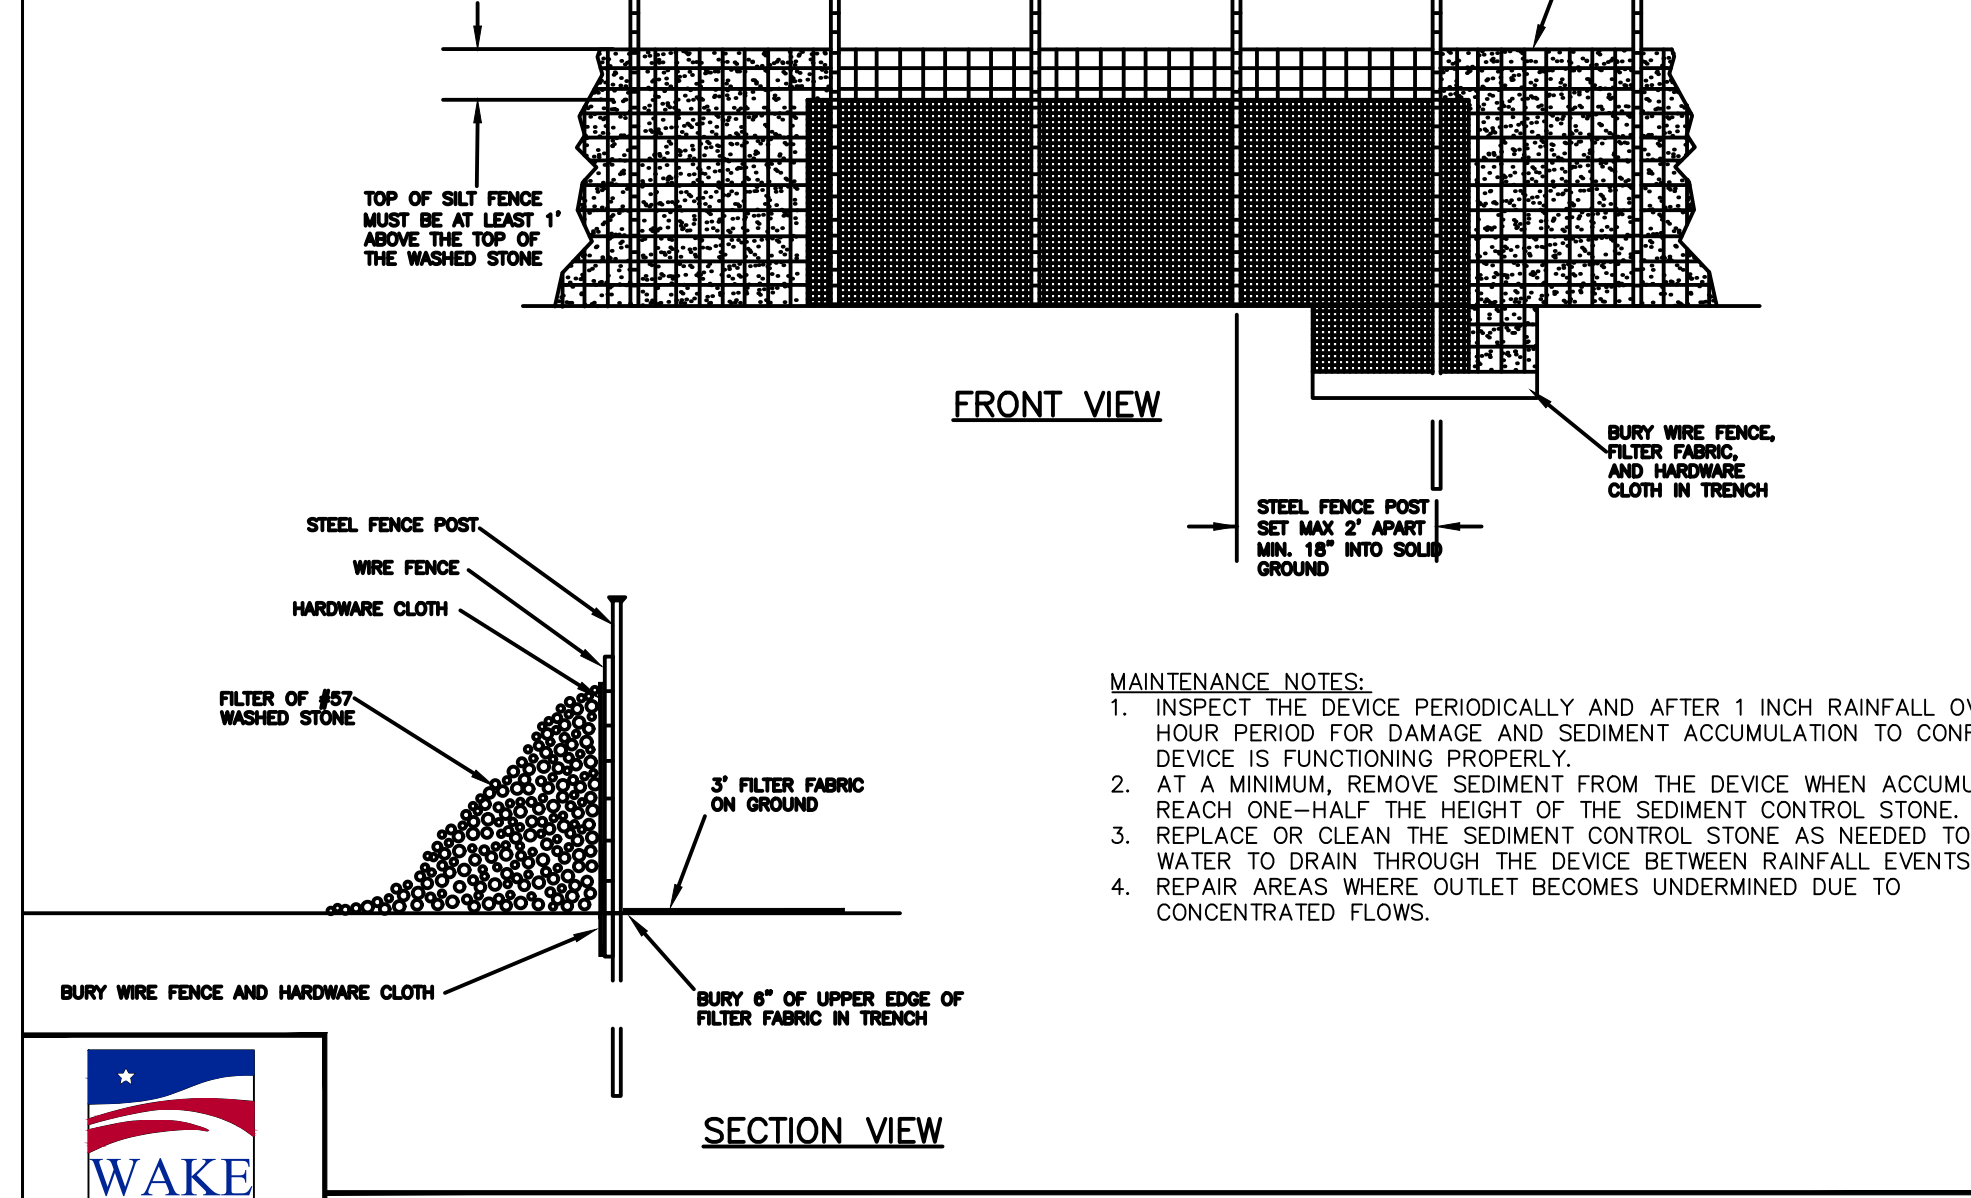 TOP OF SILT FENCE
MUST BE AT LEAST 1'
ABOVE THE TOP OF
THE WASHED STONE
FRONT VIEW
BURY WIRE FENCE,
FILTER FABRIC,
AND HARDWARE
CLOTH IN TRENCH
STEEL FENCE POST
SET MAX 2' APART
MIN. 18" INTO SOLID
GROUND
STEEL FENCE POST
WIRE FENCE
HARDWARE CLOTH
FILTER OF #57
WASHED STONE
3' FILTER FABRIC
ON GROUND
BURY WIRE FENCE AND HARDWARE CLOTH
BURY 6" OF UPPER EDGE OF
FILTER FABRIC IN TRENCH
SECTION VIEW
MAINTENANCE NOTES:
1. INSPECT THE DEVICE PERIODICALLY AND AFTER 1 INCH RAINFALL
HOUR PERIOD FOR DAMAGE AND SEDIMENT ACCUMULATION TO
DEVICE IS FUNCTIONING PROPERLY.
2. AT A MINIMUM, REMOVE SEDIMENT FROM THE DEVICE WHEN
REACH ONE-HALF THE HEIGHT OF THE SEDIMENT CONTROL STONE.
3. REPLACE OR CLEAN THE SEDIMENT CONTROL STONE AS NEEDED TO
WATER TO DRAIN THROUGH THE DEVICE BETWEEN RAINFALL EVENTS
4. REPAIR AREAS WHERE OUTLET BECOMES UNDERMINED DUE TO
CONCENTRATED FLOWS.
WAKE